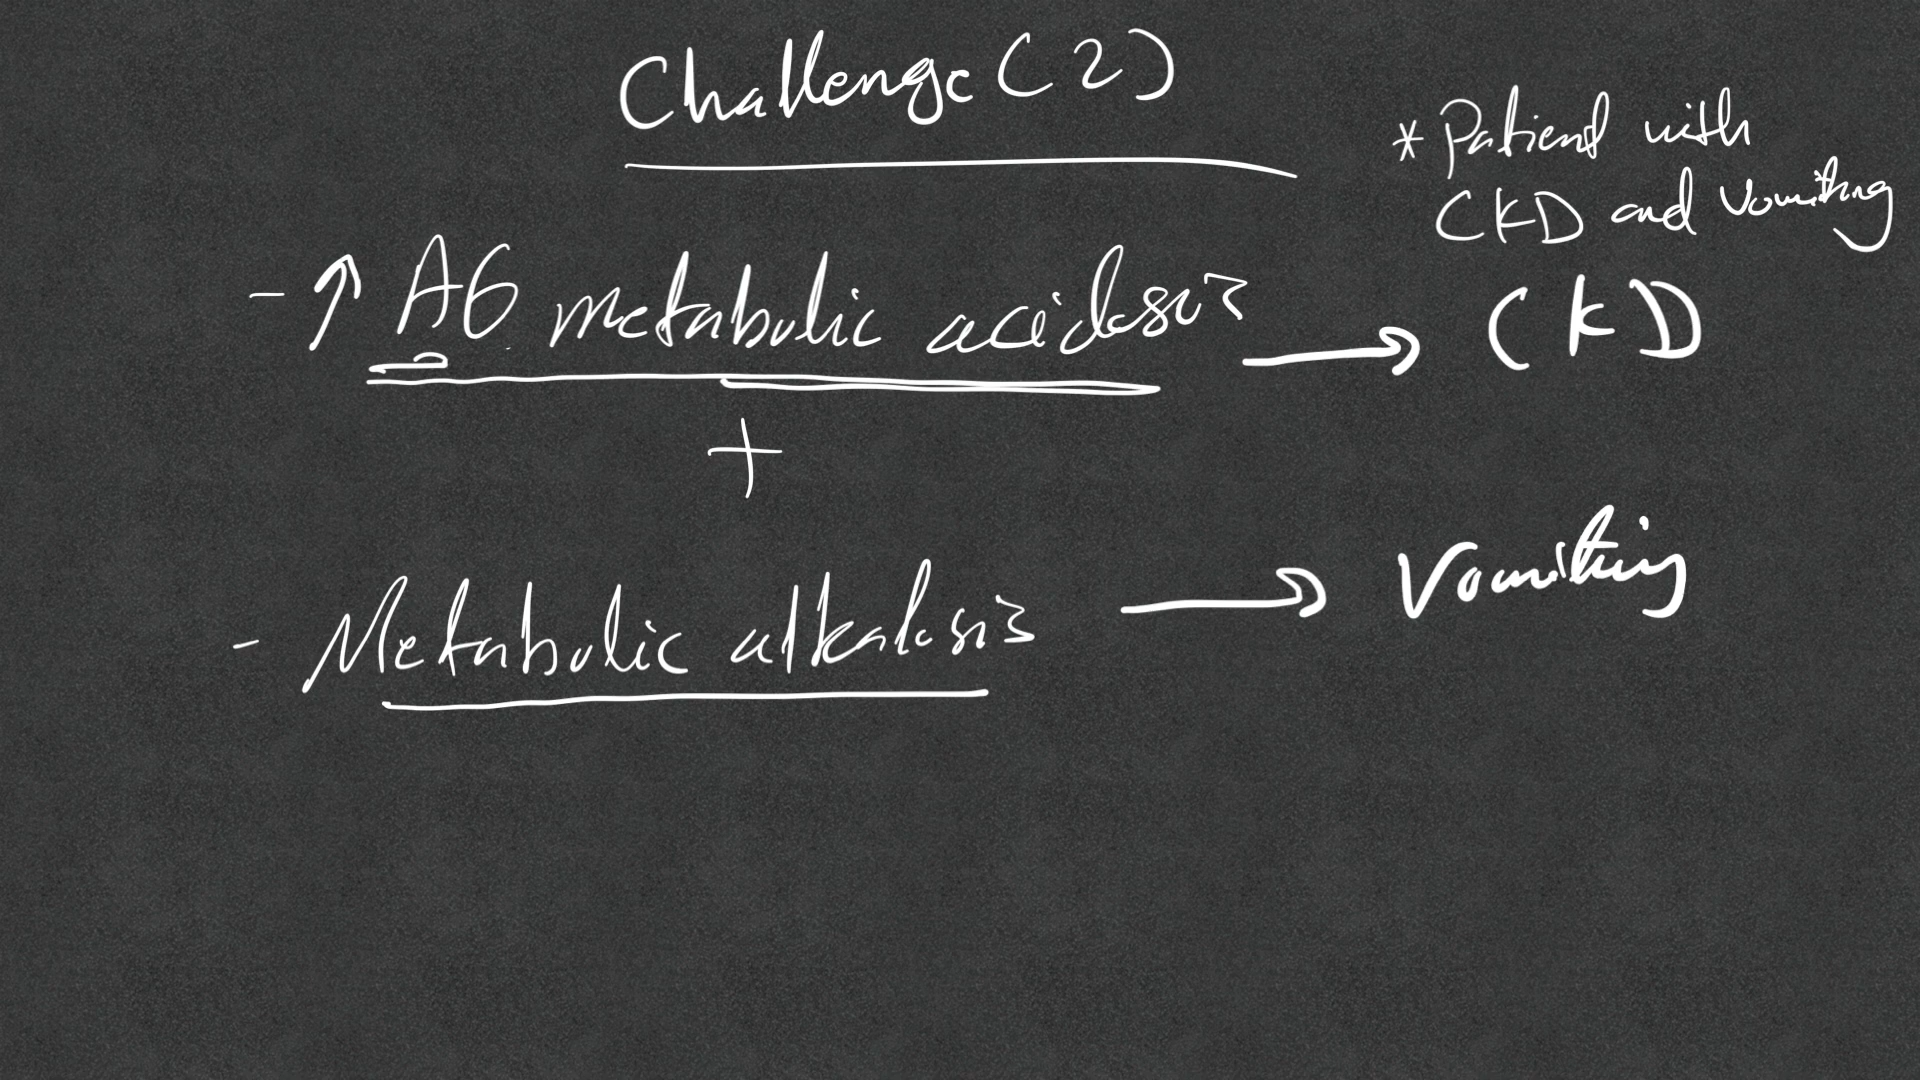 Challenge (2)
* Patient with
CKD and Vomiting
- ↑ AG metabolic acidosis → CKD
+
- Metabolic alkalosis → Vomiting